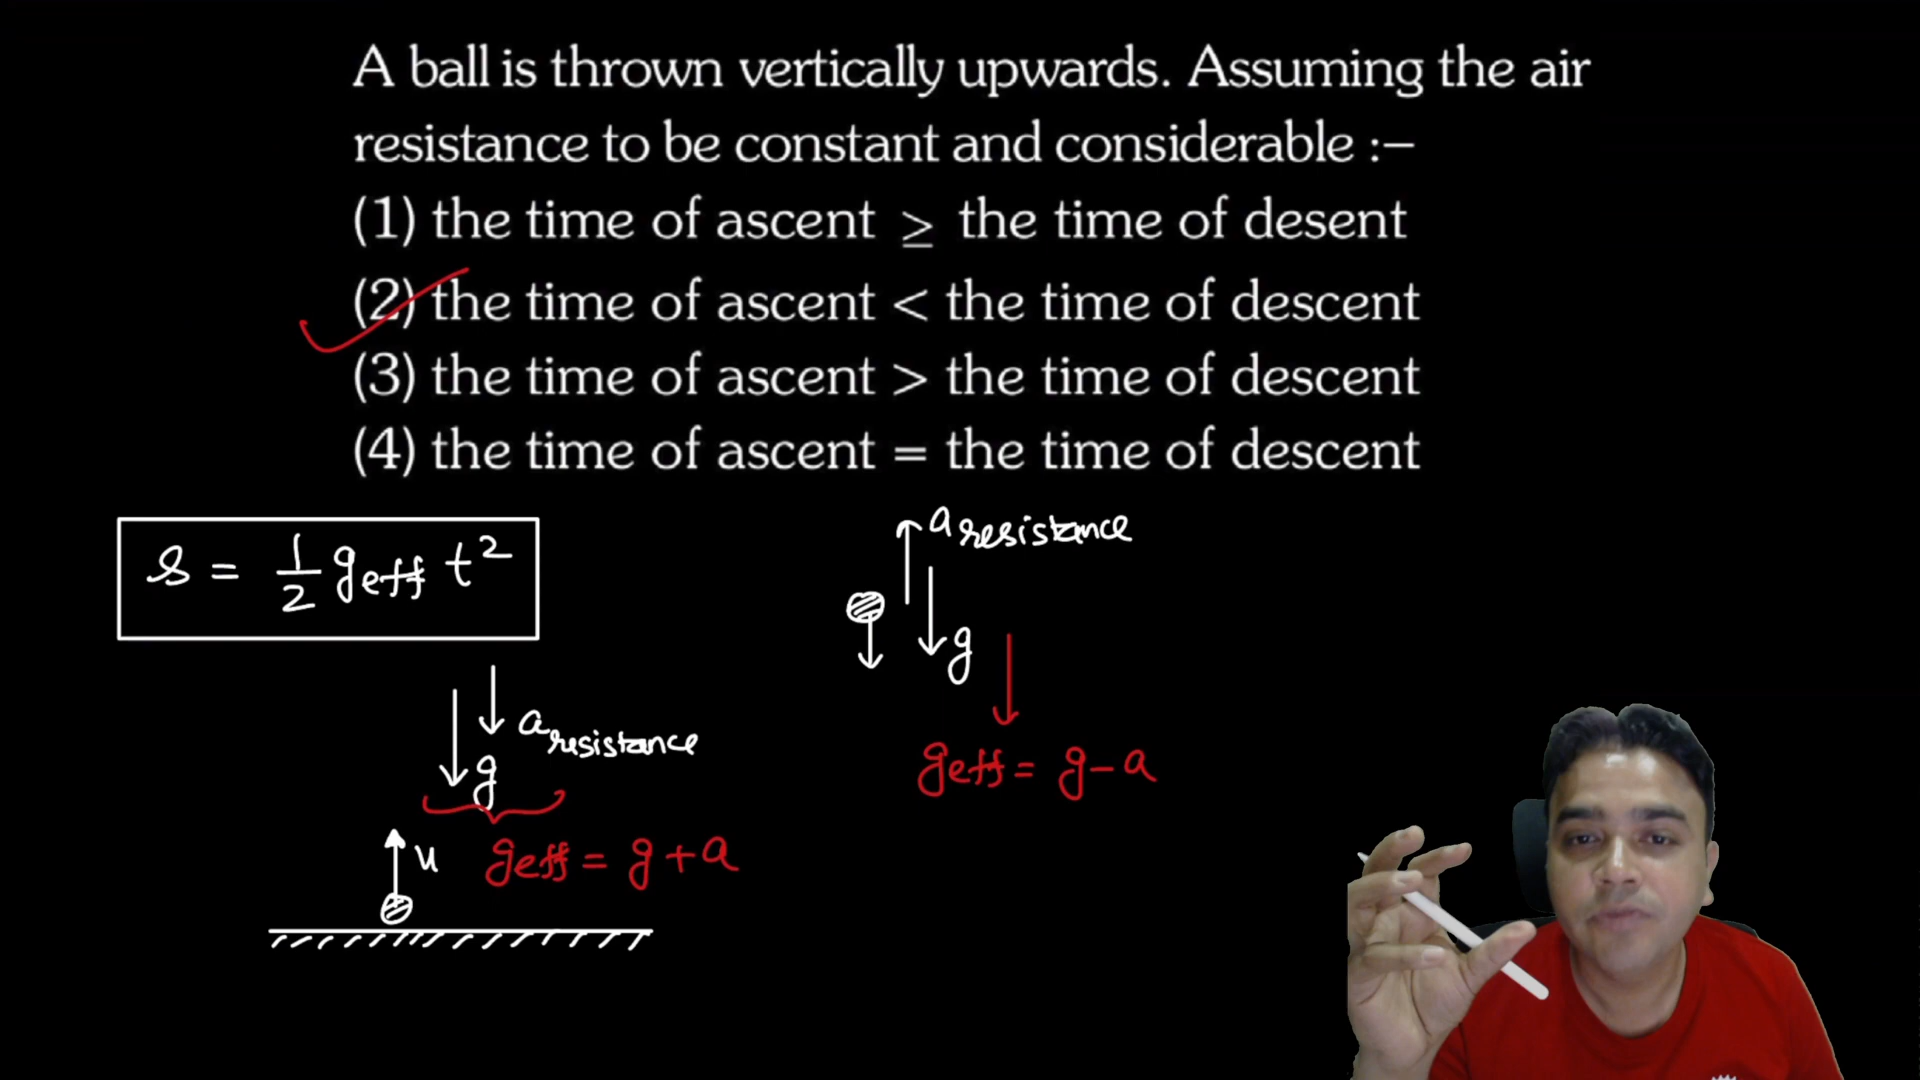 A ball is thrown vertically upwards. Assuming the air
resistance to be constant and considerable :–
(1) the time of ascent ≥ the time of desent
(2) the time of ascent < the time of descent
(3) the time of ascent > the time of descent
(4) the time of ascent = the time of descent
s = 1/2 geff t²
a resistance
g
geff = g – a
a resistance
g
u geff = g + a